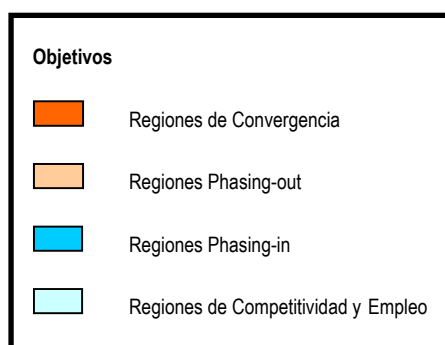 Objetivos
Regiones de Convergencia
Regiones Phasing-out
Regiones Phasing-in
Regiones de Competitividad y Empleo